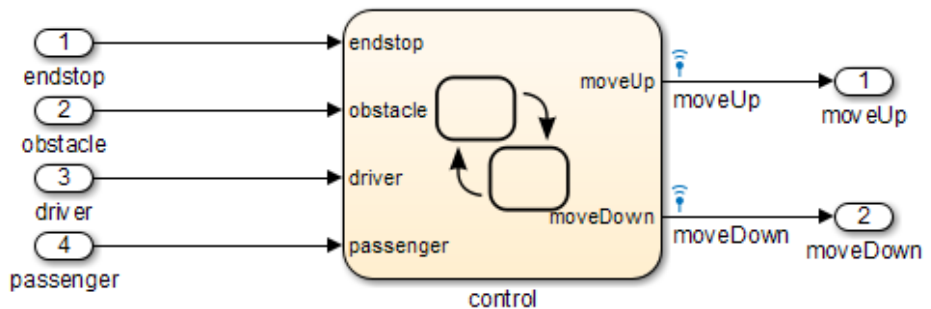 1
endstop
2
obstacle
3
driver
4
passenger
endstop
obstacle
driver
passenger
moveUp
moveDown
control
moveUp
moveDown
1
moveUp
2
moveDown